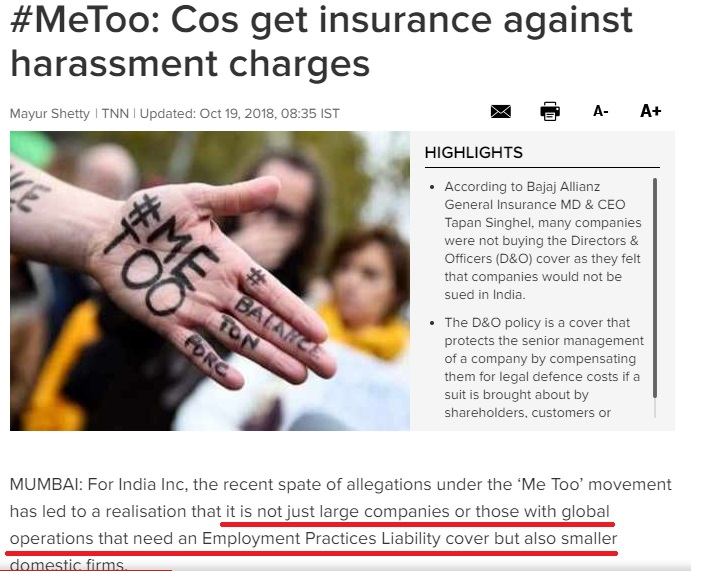 #MeToo: Cos get insurance against
harassment charges
Mayur Shetty | TNN | Updated: Oct 19, 2018, 08:35 IST
A-
A+
#ME
TOO
#
BALANCE
TON
PORC
HIGHLIGHTS
• According to Bajaj Allianz
General Insurance MD & CEO
Tapan Singhel, many companies
were not buying the Directors &
Officers (D&O) cover as they felt
that companies would not be
sued in India.
• The D&O policy is a cover that
protects the senior management
of a company by compensating
them for legal defence costs if a
suit is brought about by
shareholders, customers or
MUMBAI: For India Inc, the recent spate of allegations under the ‘Me Too’ movement
has led to a realisation that it is not just large companies or those with global
operations that need an Employment Practices Liability cover but also smaller
domestic firms.